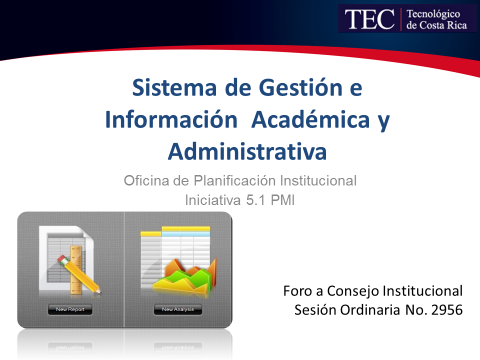 TEC | Tecnológico
de Costa Rica
Sistema de Gestión e
Información Académica y
Administrativa
Oficina de Planificación Institucional
Iniciativa 5.1 PMI
New Report
New Analysis
Foro a Consejo Institucional
Sesión Ordinaria No. 2956